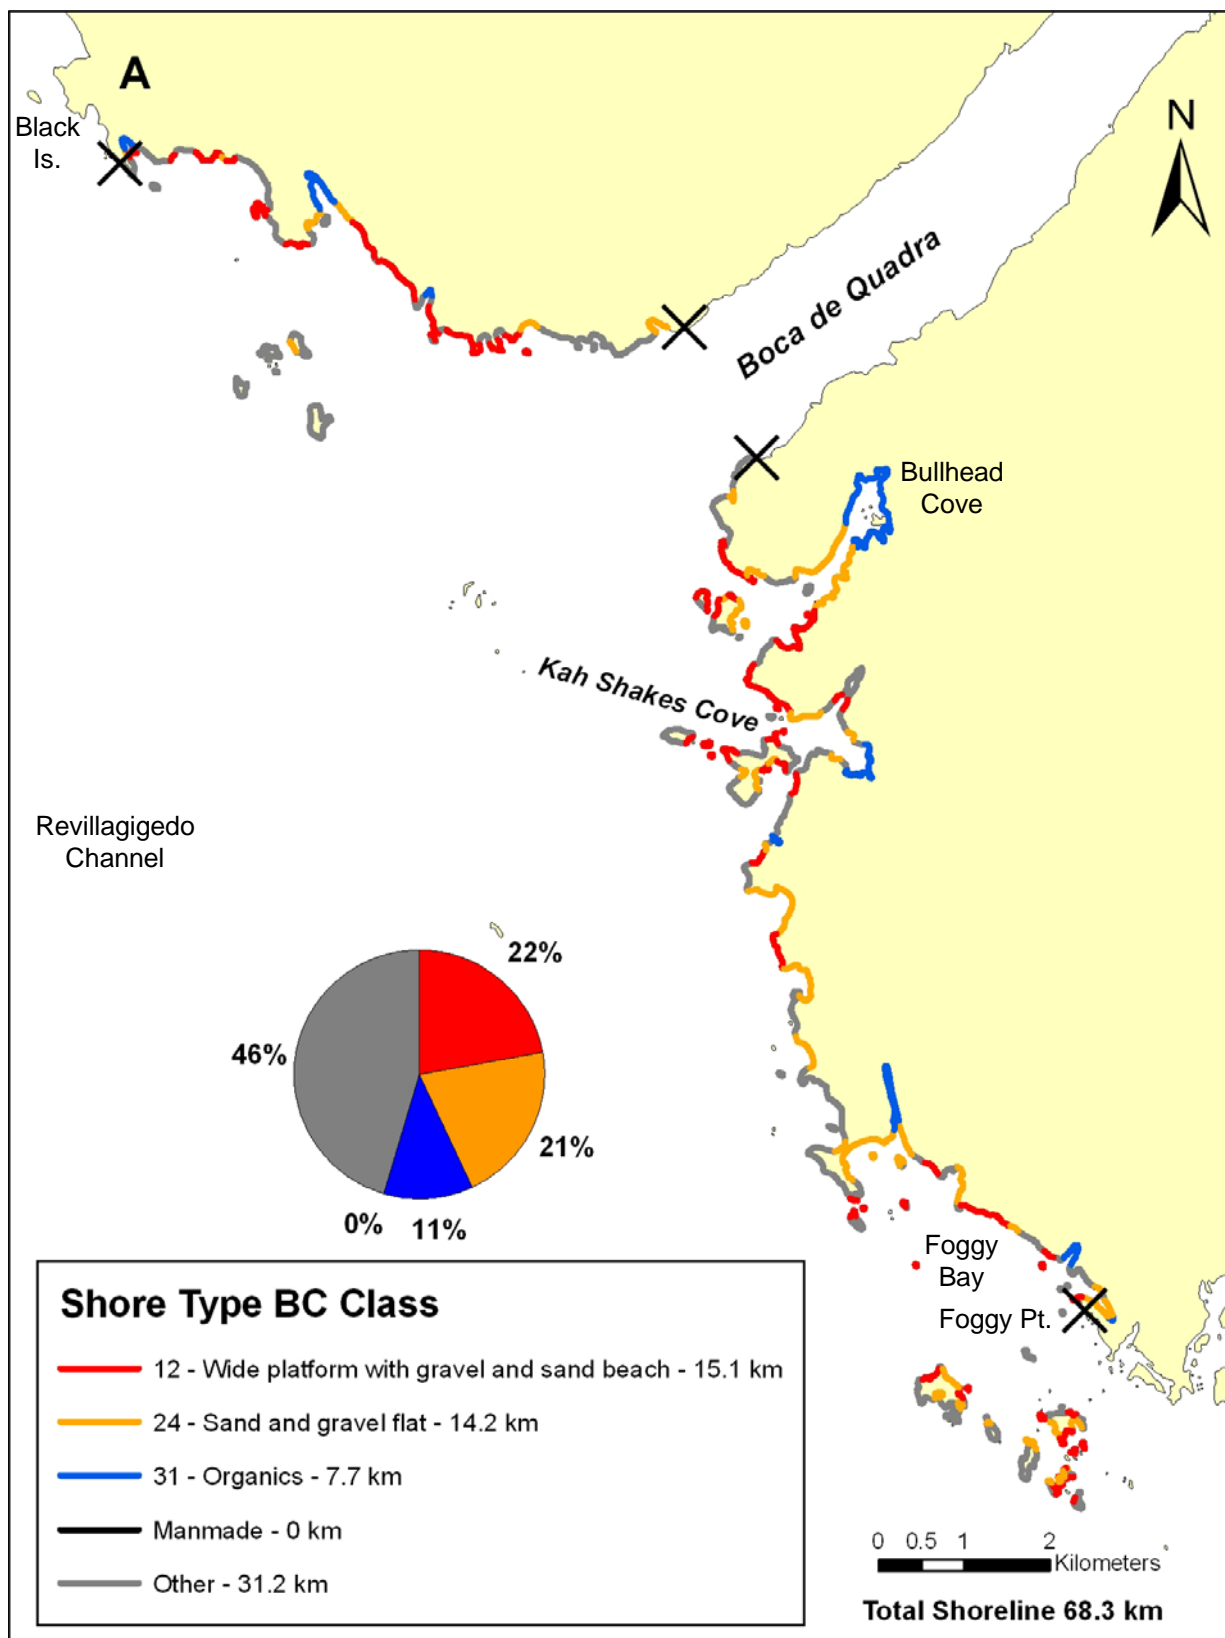 A
Black
Is.
N
Boca de Quadra
Bullhead
Cove
Kah Shakes Cove
Revillagigedo
Channel
22%
46%
21%
0%
11%
Foggy
Bay
Foggy Pt.
Shore Type BC Class
12 - Wide platform with gravel and sand beach - 15.1 km
24 - Sand and gravel flat - 14.2 km
31 - Organics - 7.7 km
Manmade - 0 km
Other - 31.2 km
0 0.5 1 2
Kilometers
Total Shoreline 68.3 km